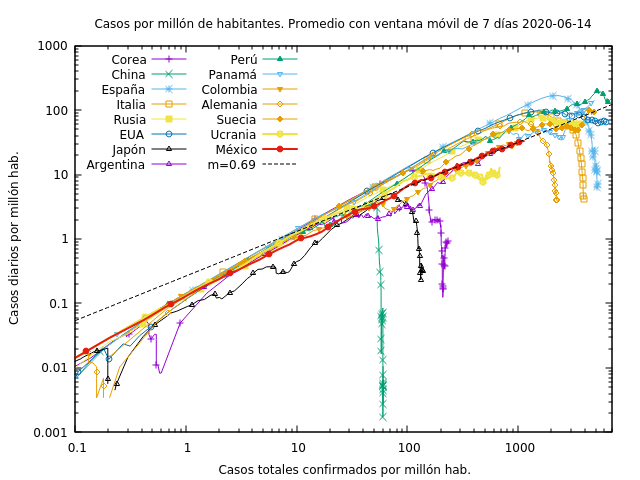 Casos por millón de habitantes. Promedio con ventana móvil de 7 días 2020-06-14
1000
100
10
1
0.1
0.01
0.001
Casos diarios por millón hab.
Corea Perú
China Panamá
España Colombia
Italia Alemania
Rusia Suecia
EUA Ucrania
Japón México
Argentina m=0.69
0.1 1 10 100 1000
Casos totales confirmados por millón hab.